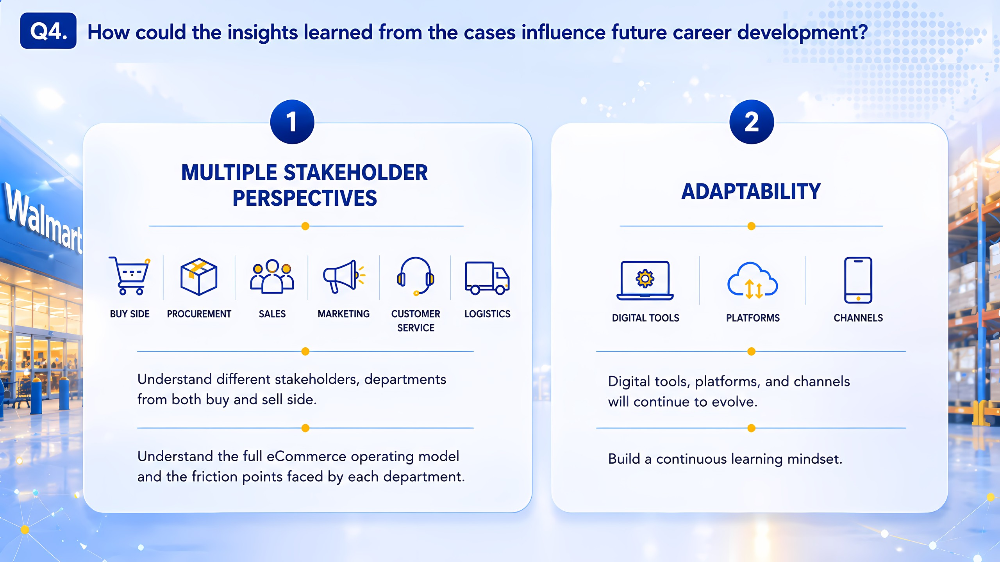 Q4. How could the insights learned from the cases influence future career development?
Walmart
1
MULTIPLE STAKEHOLDER
PERSPECTIVES
BUY SIDE
PROCUREMENT
SALES
MARKETING
CUSTOMER
SERVICE
LOGISTICS
Understand different stakeholders, departments
from both buy and sell side.
Understand the full eCommerce operating model
and the friction points faced by each department.
2
ADAPTABILITY
DIGITAL TOOLS
PLATFORMS
CHANNELS
Digital tools, platforms, and channels
will continue to evolve.
Build a continuous learning mindset.